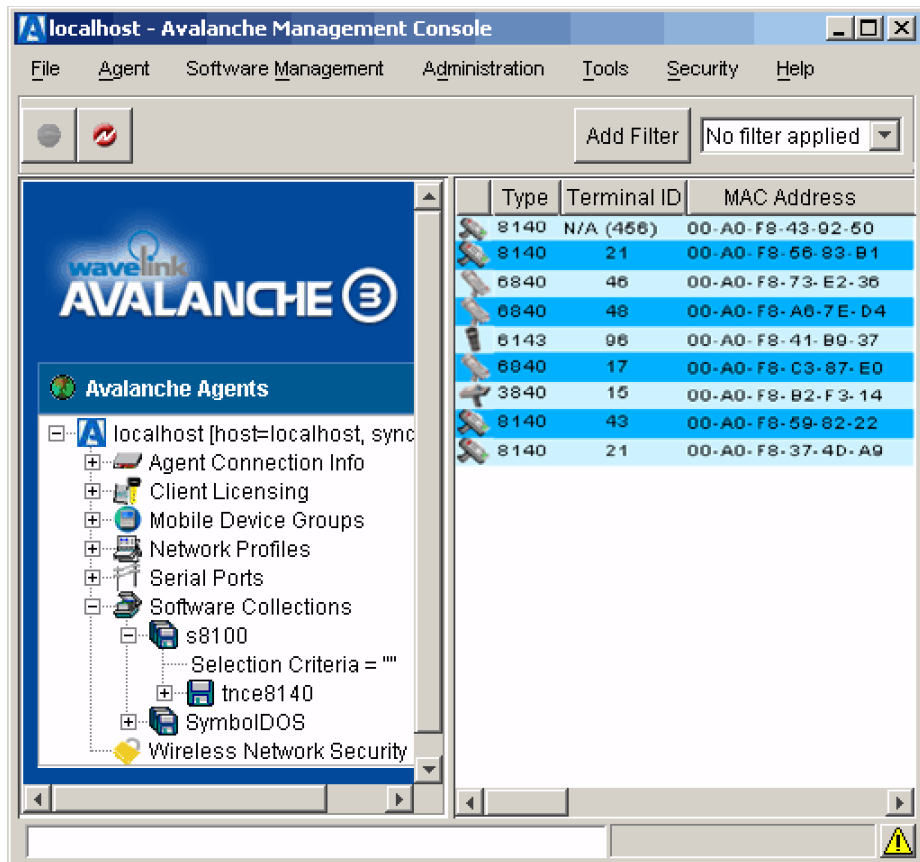 localhost - Avalanche Management Console
File Agent Software Management Administration Tools Security Help
Add Filter No filter applied
wavelink
AVALANCHE 3
Avalanche Agents
localhost [host=localhost, sync
Agent Connection Info
Client Licensing
Mobile Device Groups
Network Profiles
Serial Ports
Software Collections
s8100
Selection Criteria = ""
tnce8140
SymbolDOS
Wireless Network Security
Type Terminal ID MAC Address
8140 N/A (456) 00-A0-F8-43-92-50
8140 21 00-A0-F8-56-83-B1
6840 46 00-A0-F8-73-E2-36
6840 48 00-A0-F8-A6-7E-D4
6143 96 00-A0-F8-41-B9-37
6840 17 00-A0-F8-C3-87-E0
3840 15 00-A0-F8-B2-F3-14
8140 43 00-A0-F8-59-82-22
8140 21 00-A0-F8-37-4D-A9